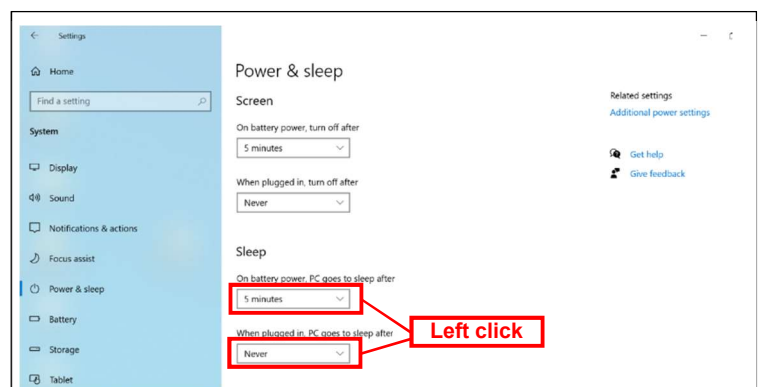 Settings
Home
Find a setting
System
Display
Sound
Notifications & actions
Focus assist
Power & sleep
Battery
Storage
Tablet
Power & sleep
Screen
On battery power, turn off after
5 minutes
When plugged in, turn off after
Never
Sleep
On battery power, PC goes to sleep after
5 minutes
When plugged in, PC goes to sleep after
Never
Left click
Related settings
Additional power settings
Get help
Give feedback